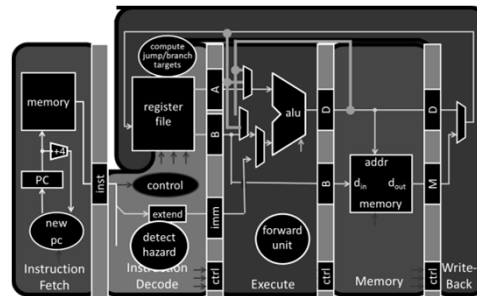 compute
jump/branch
targets
memory
register
file
A
alu
D
D
B
+4
addr
PC
inst
control
d_in d_out
B
M
memory
extend
imm
new
pc
detect
hazard
forward
unit
Instruction
Fetch
Instruction
Decode
ctrl
Execute
ctrl
Memory
ctrl
Write-
Back